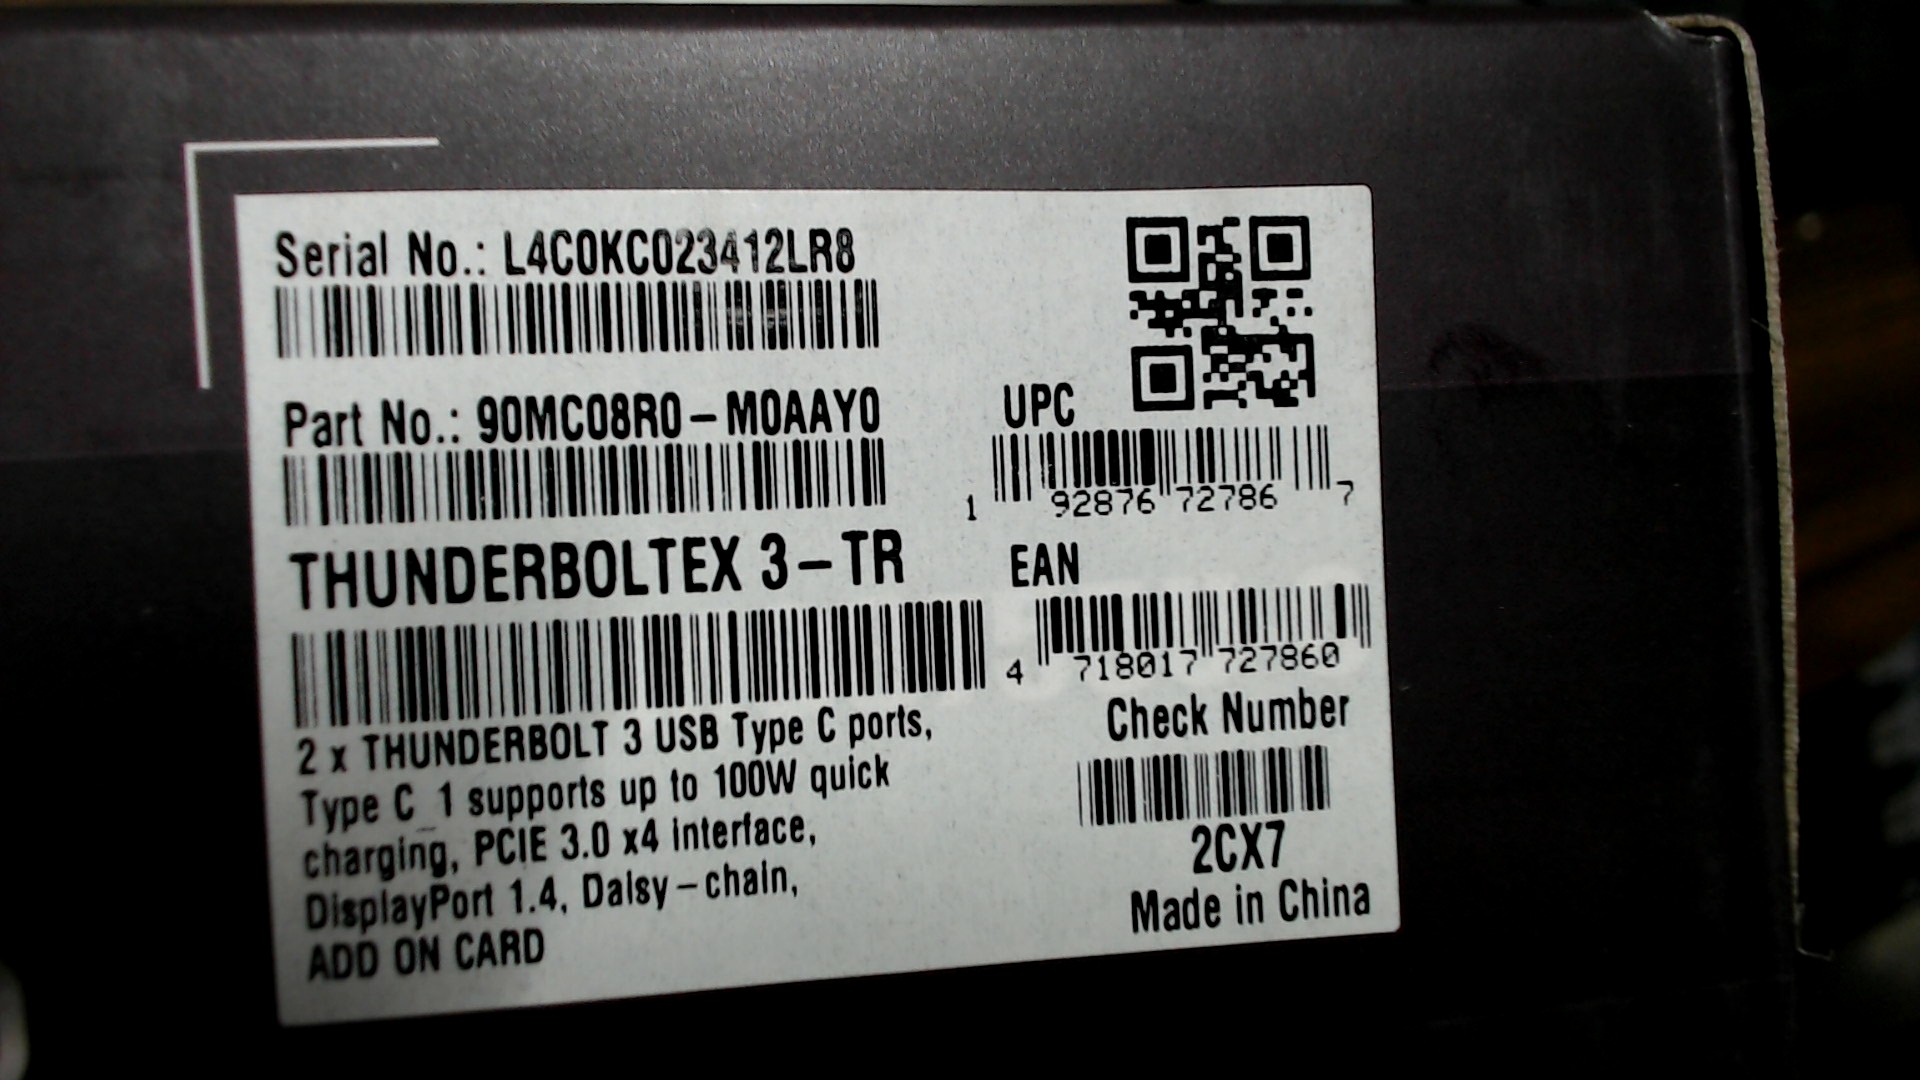 Serial No.: L4C0KC023412LR8
Part No.: 90MC08R0-M0AAY0
UPC
1 92876 72786 7
THUNDERBOLTEX 3-TR
EAN
4 718017 727860
2 x THUNDERBOLT 3 USB Type C ports,
Type C_1 supports up to 100W quick
charging, PCIE 3.0 x4 interface,
DisplayPort 1.4, Daisy-chain,
ADD ON CARD
Check Number
2CX7
Made in China